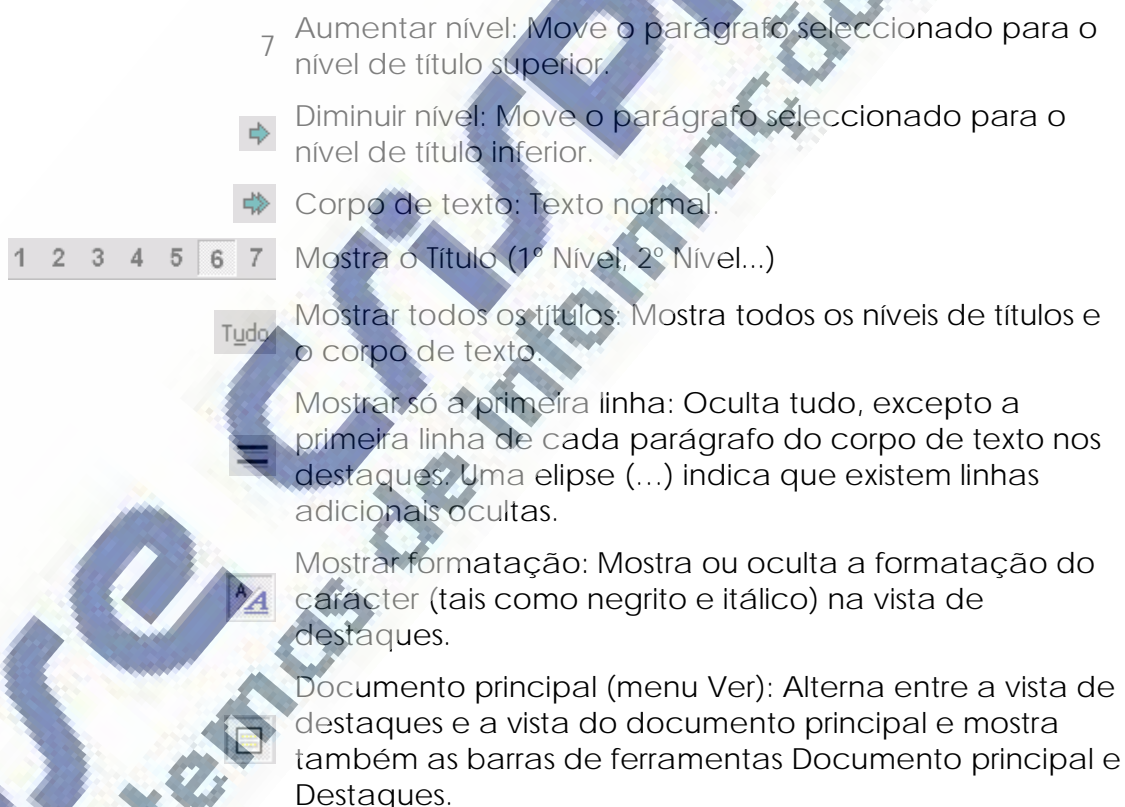 7 Aumentar nível: Move o parágrafo seleccionado para o
nível de título superior.
Diminuir nível: Move o parágrafo seleccionado para o
nível de título inferior.
Corpo de texto: Texto normal.
1 2 3 4 5 6 7 Mostra o Título (1º Nível, 2º Nível...)
Tudo Mostrar todos os títulos: Mostra todos os níveis de títulos e
o corpo de texto.
Mostrar só a primeira linha: Oculta tudo, excepto a
primeira linha de cada parágrafo do corpo de texto nos
destaques. Uma elipse (…) indica que existem linhas
adicionais ocultas.
Mostrar formatação: Mostra ou oculta a formatação do
carácter (tais como negrito e itálico) na vista de
destaques.
Documento principal (menu Ver): Alterna entre a vista de
destaques e a vista do documento principal e mostra
também as barras de ferramentas Documento principal e
Destaques.
de informação